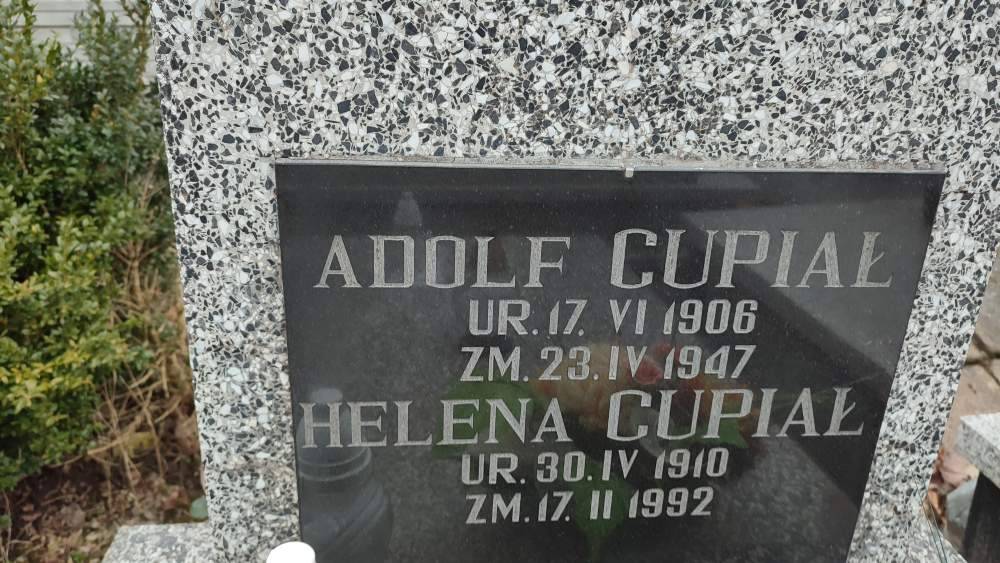 ADOLF CUPIAŁ
UR. 17. VI 1906
ZM. 23. IV 1947
HELENA CUPIAŁ
UR. 30. IV 1910
ZM. 17. II 1992